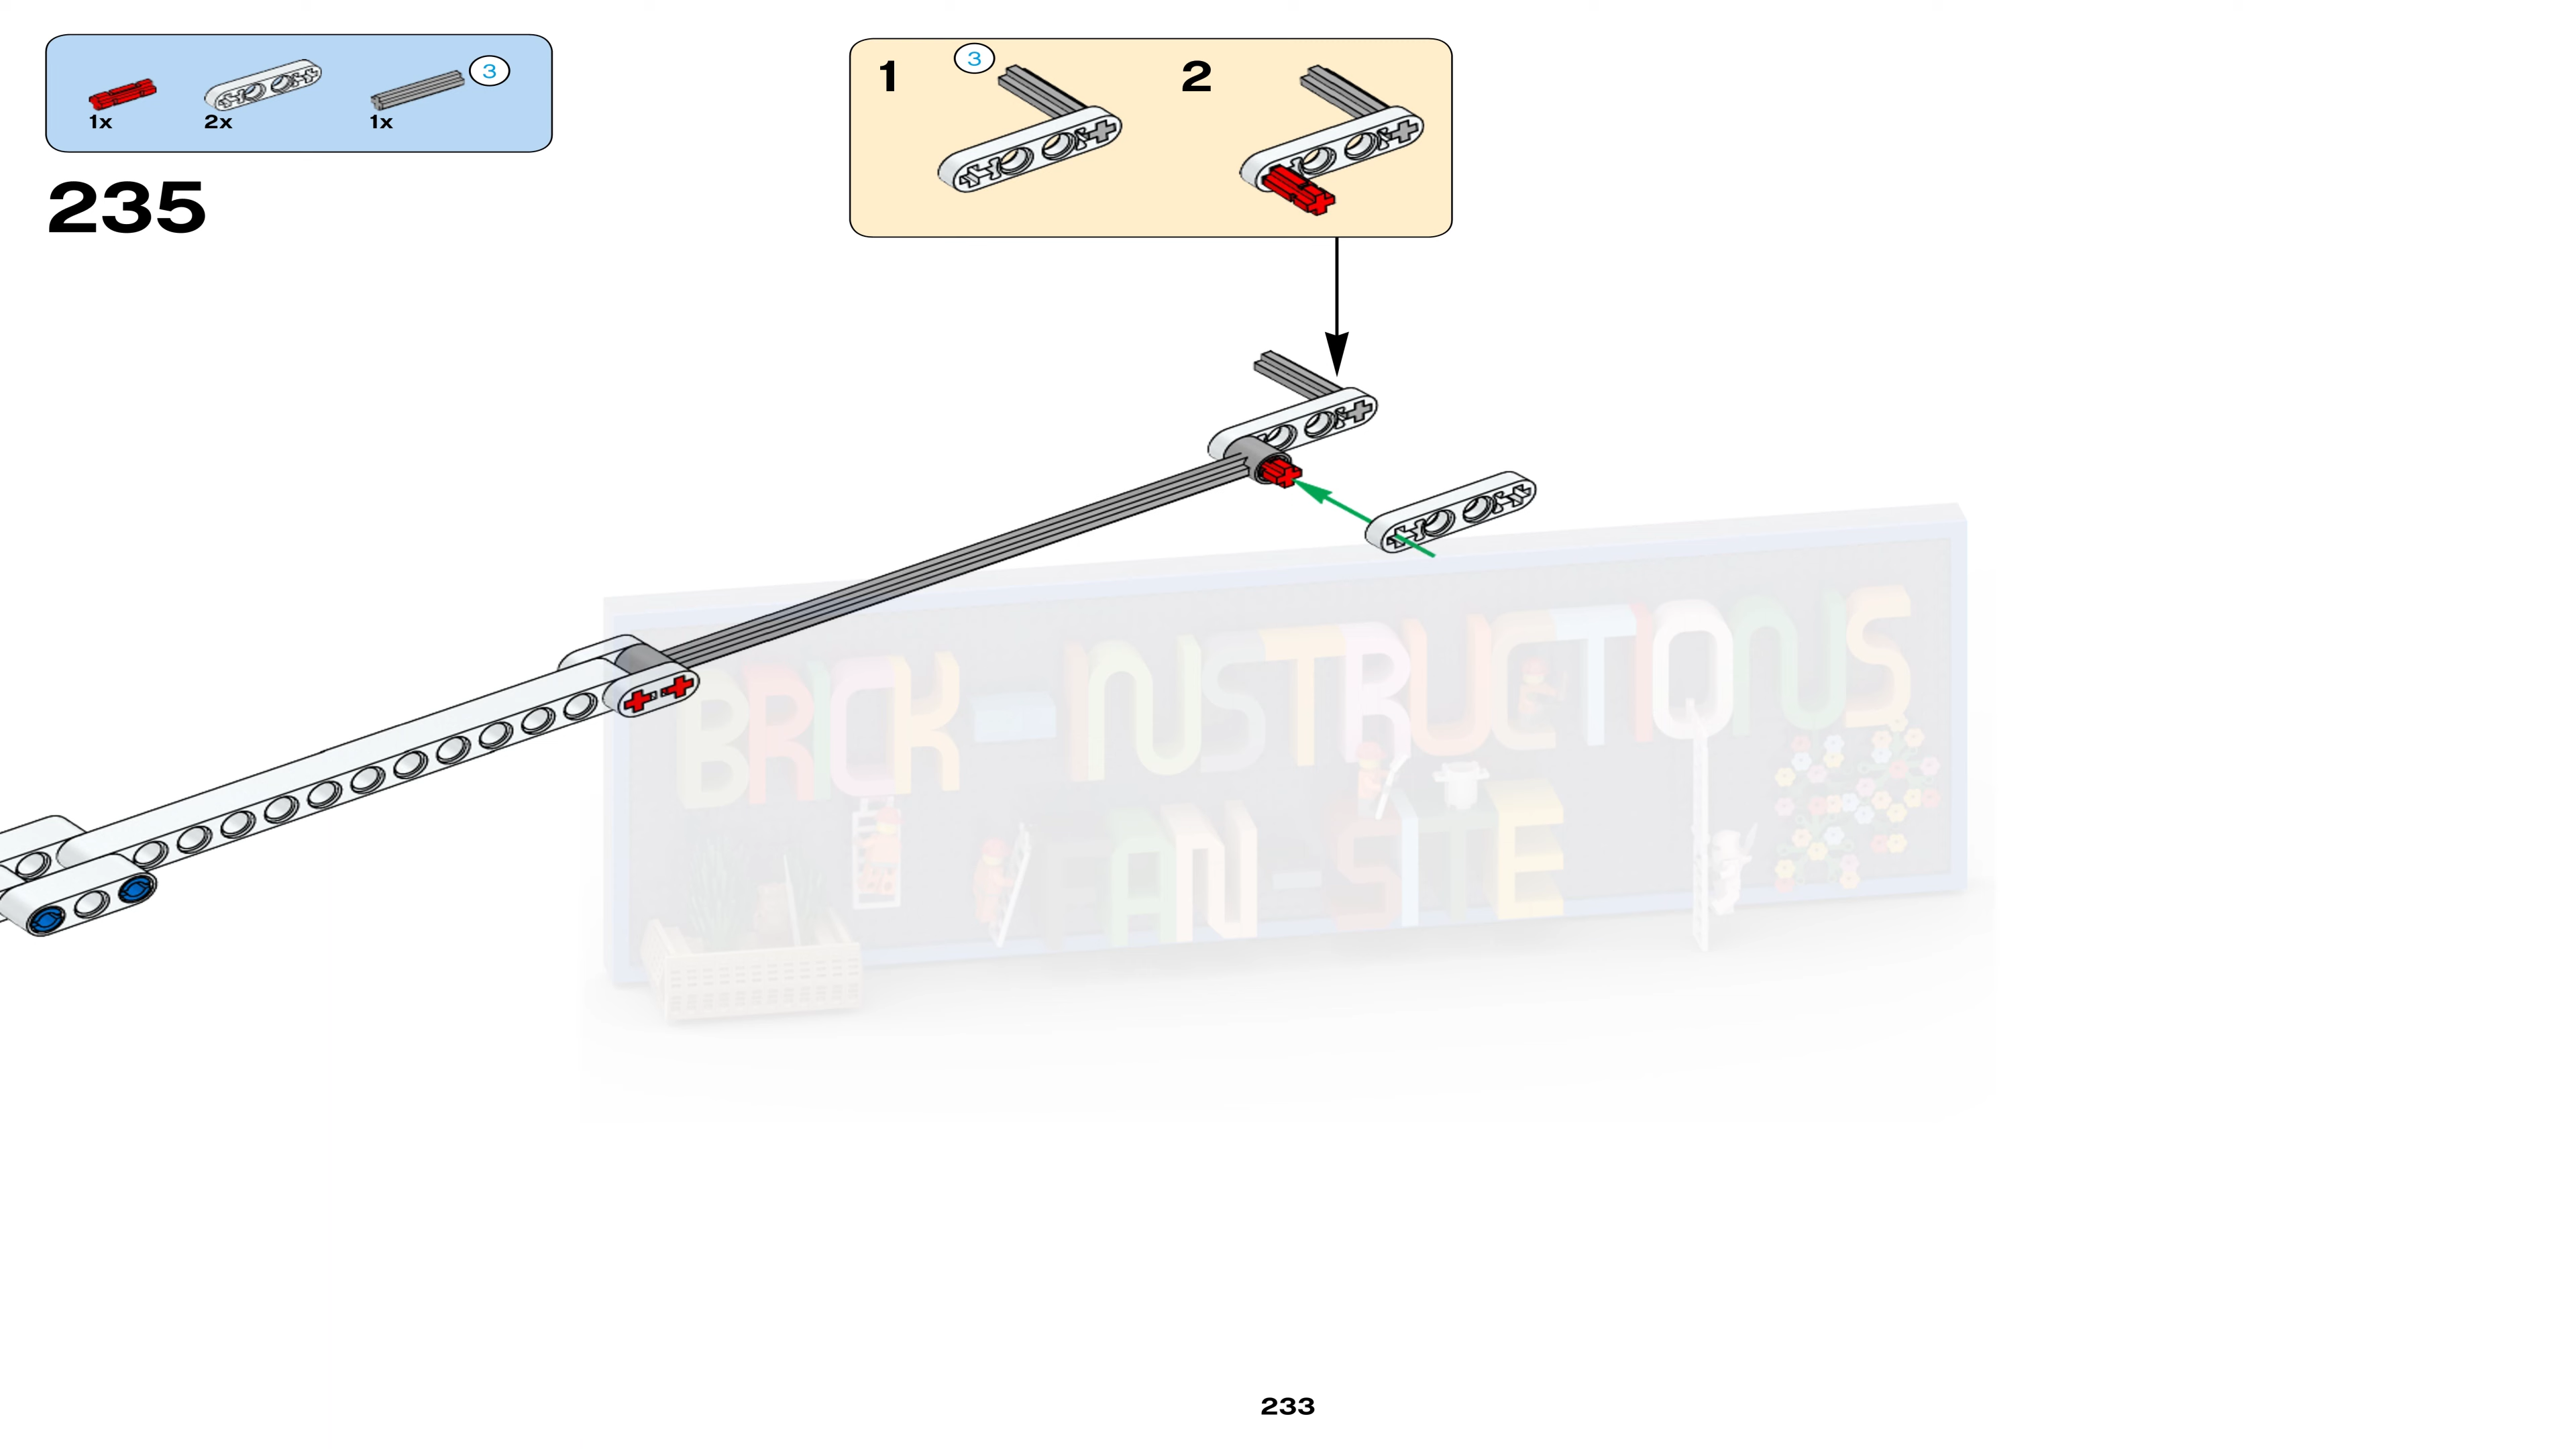 3
1x 2x 1x
235
1 3 2
BRICK-INSTRUCTIONS
FAN-SITE
233